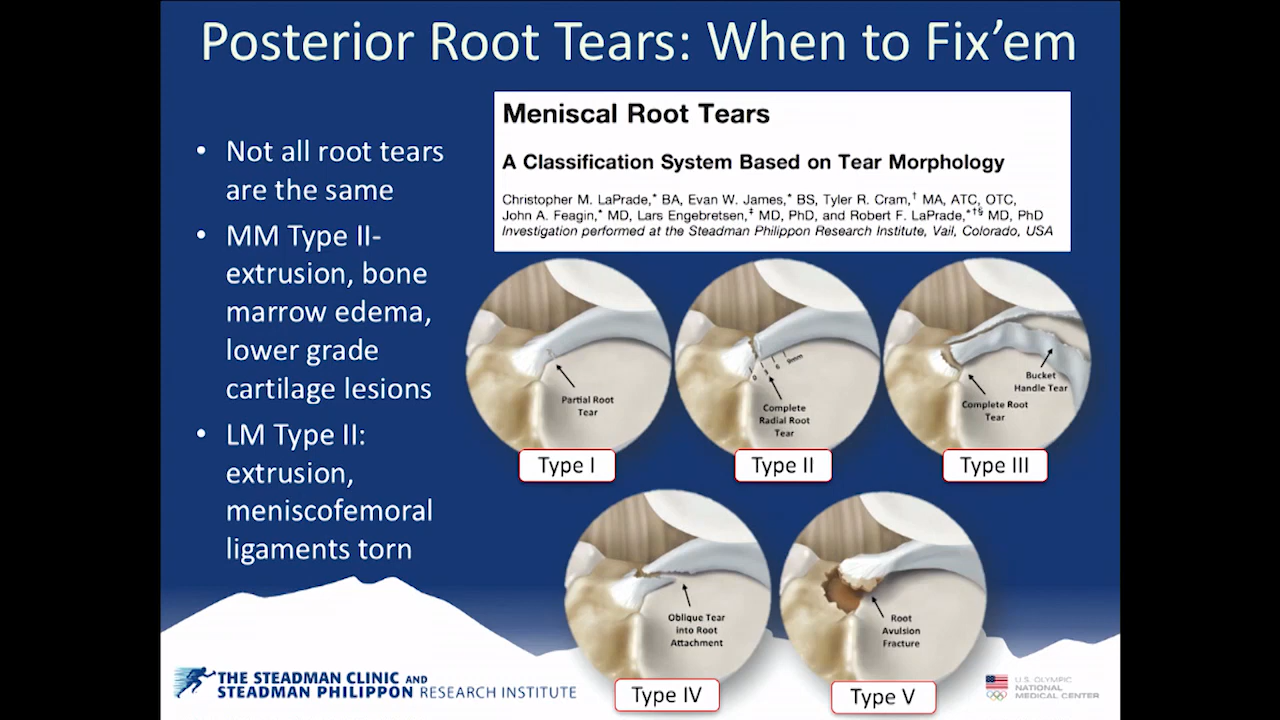 Posterior Root Tears: When to Fix'em
• Not all root tears
are the same
• MM Type II-
extrusion, bone
marrow edema,
lower grade
cartilage lesions
• LM Type II:
extrusion,
meniscofemoral
ligaments torn
Meniscal Root Tears
A Classification System Based on Tear Morphology
Christopher M. LaPrade,* BA, Evan W. James,* BS, Tyler R. Cram,† MA, ATC, OTC,
John A. Feagin,* MD, Lars Engebretsen,‡ MD, PhD, and Robert F. LaPrade,*†§ MD, PhD
Investigation performed at the Steadman Philippon Research Institute, Vail, Colorado, USA
Partial Root
Tear
Type I
0 3 6 9mm
Complete
Radial Root
Tear
Type II
Bucket
Handle Tear
Complete Root
Tear
Type III
Oblique Tear
into Root
Attachment
Type IV
Root
Avulsion
Fracture
Type V
THE STEADMAN CLINIC AND
STEADMAN PHILIPPON RESEARCH INSTITUTE
U.S. OLYMPIC
NATIONAL
MEDICAL CENTER